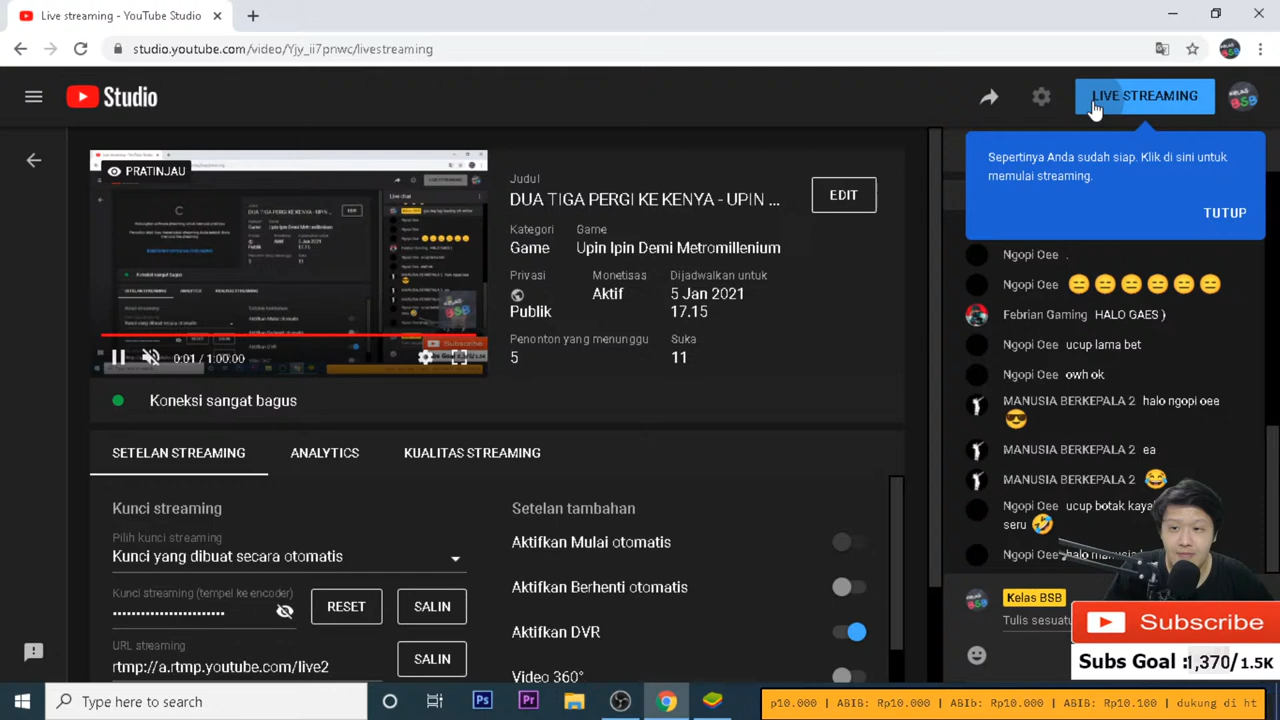 Live streaming - YouTube Studio
studio.youtube.com/video/Yjy_ii7pnwc/livestreaming
Studio
LIVE STREAMING
Sepertinya Anda sudah siap. Klik di sini untuk
memulai streaming.
TUTUP
PRATINJAU
0:01 / 1:00:00
Judul
DUA TIGA PERGI KE KENYA - UPIN ...
EDIT
Kategori
Game
Game
Upin Ipin Demi Metromillenium
Privasi
Publik
Monetisas
Aktif
Dijadwalkan untuk
5 Jan 2021
17.15
Penonton yang menunggu
5
Suka
11
Koneksi sangat bagus
SETELAN STREAMING
ANALYTICS
KUALITAS STREAMING
Kunci streaming
Pilih kunci streaming
Kunci yang dibuat secara otomatis
Kunci streaming (tempel ke encoder)
RESET
SALIN
URL streaming
rtmp://a.rtmp.youtube.com/live2
SALIN
Setelan tambahan
Aktifkan Mulai otomatis
Aktifkan Berhenti otomatis
Aktifkan DVR
Video 360°
Ngopi Oee .
Ngopi Oee 😑😑😑😑😑😑
Febrian Gaming HALO GAES )
Ngopi Oee ucup lama bet
Ngopi Oee owh ok
MANUSIA BERKEPALA 2 halo ngopi oee
😎
MANUSIA BERKEPALA 2 ea
MANUSIA BERKEPALA 2 😂
Ngopi Oee ucup botak kaya
seru 🤣
Ngopi Oee halo
Kelas BSB
Tulis sesuatu
Subscribe
Subs Goal :1,370/1.5K
Type here to search
p10.000 | ABIB: Rp10.000 | ABIb: Rp10.000 | ABIB: Rp10.100 | dukung di ht